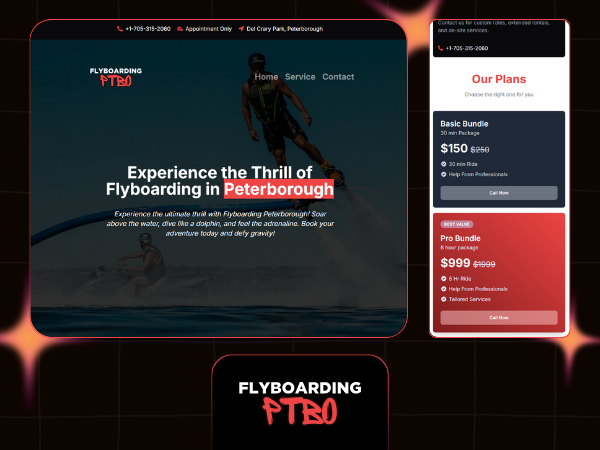 +1-705-315-2060 Appointment Only Del Crary Park, Peterborough
FLYBOARDING
PTBO
Home Service Contact
Experience the Thrill of
Flyboarding in Peterborough
Experience the ultimate thrill with Flyboarding Peterborough! Soar
above the water, dive like a dolphin, and feel the adrenaline. Book your
adventure today and defy gravity!
Contact us for custom rates, extended rentals,
and on-site services.
+1-705-315-2060
Our Plans
Choose the right one for you
Basic Bundle
30 min Package
$150 $250
30 min Ride
Help From Professionals
Call Now
BEST VALUE
Pro Bundle
8 hour package
$999 $1999
8 Hr Ride
Help From Professionals
Tailored Services
Call Now
FLYBOARDING
PTBO